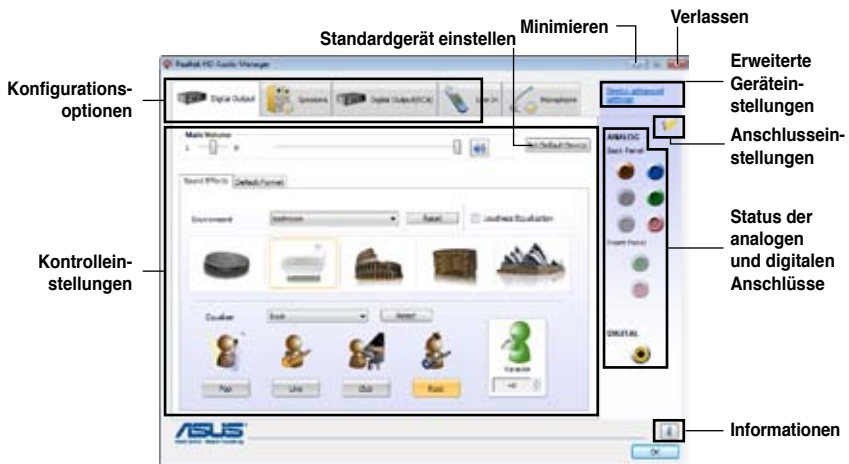 Verlassen
Minimieren
Standardgerät einstellen
Realtek HD Audio Manager
Erweiterte
Geräteein-
stellungen
Konfigurations-
optionen
Digital Output
Speakers
Digital Output(RCA)
Line In
Microphone
Device advanced
settings
Main Volume
L
R
Set Default Device
ANALOG
Back Panel
Anschlussein-
stellungen
Sound Effects
Default Format
Environment
Bathroom
Reset
Loudness Equalization
Status der
analogen
und digitalen
Anschlüsse
Front Panel
Kontrollein-
stellungen
Equalizer
Rock
Reset
DIGITAL
Pop
Live
Club
Rock
Karaoke
+0
ASUS
Informationen
OK